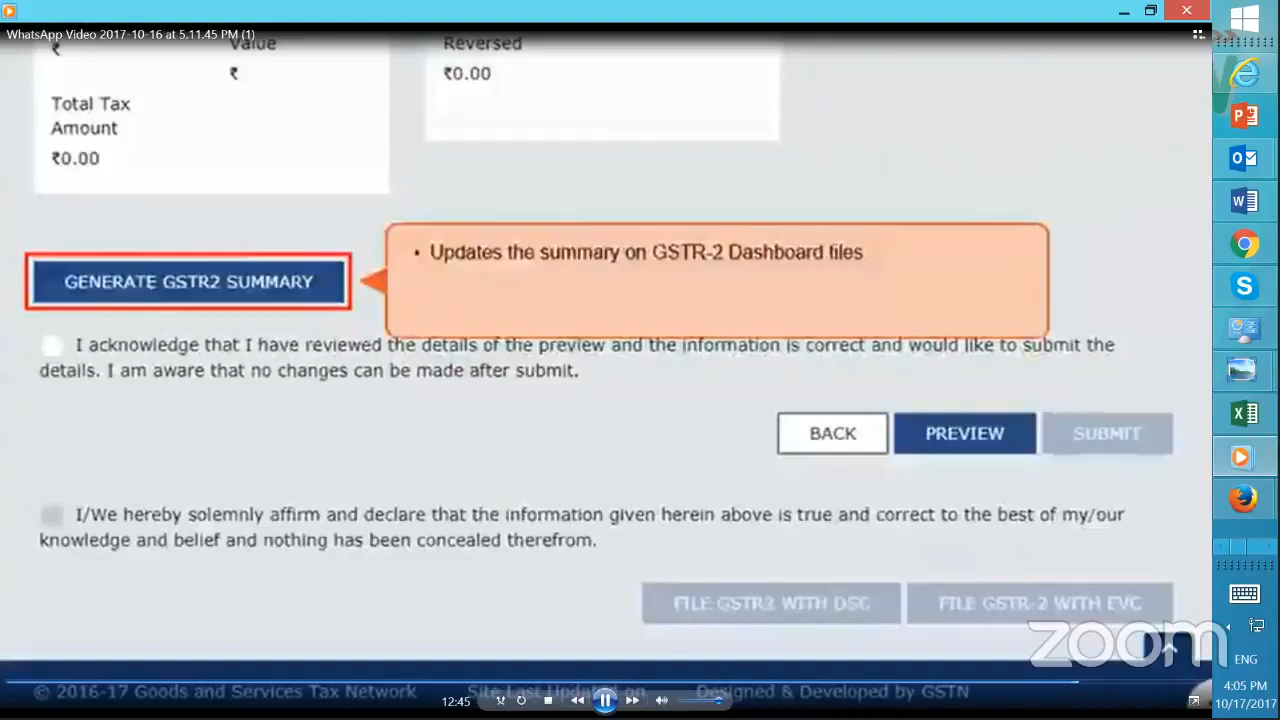 WhatsApp Video 2017-10-16 at 5.11.45 PM (1)
₹
Value
₹
Total Tax
Amount
₹0.00
Reversed
₹0.00
GENERATE GSTR2 SUMMARY
• Updates the summary on GSTR-2 Dashboard tiles
I acknowledge that I have reviewed the details of the preview and the information is correct and would like to submit the
details. I am aware that no changes can be made after submit.
BACK
PREVIEW
SUBMIT
I/We hereby solemnly affirm and declare that the information given herein above is true and correct to the best of my/our
knowledge and belief and nothing has been concealed therefrom.
FILE GSTR2 WITH DSC
FILE GSTR-2 WITH EVC
zoom
© 2016-17 Goods and Services Tax Network
Site Last Updated on
Designed & Developed by GSTN
12:45
ENG
4:05 PM
10/17/2017